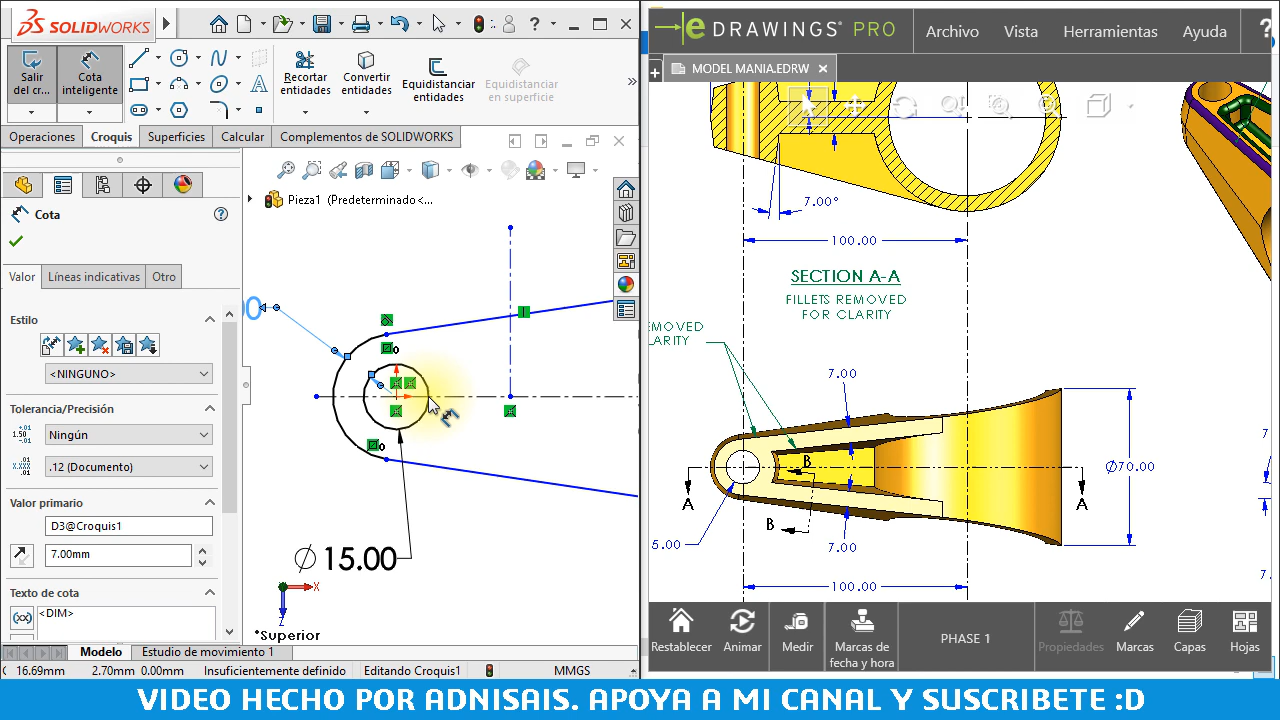 SOLIDWORKS
?
Salir
del cr...
Cota
inteligente
Recortar
entidades
Convertir
entidades
Equidistanciar
entidades
Equidistanciar
en superficie
»
Operaciones
Croquis
Superficies
Calcular
Complementos de SOLIDWORKS
Pieza1 (Predeterminado<...
Cota
Valor
Líneas indicativas
Otro
Estilo
<NINGUNO>
Tolerancia/Precisión
Ningún
.12 (Documento)
Valor primario
D3@Croquis1
7.00mm
Texto de cota
<DIM>
0
∅ 15.00
X
Z
*Superior
Modelo
Estudio de movimiento 1
16.69mm
2.70mm
0.00mm
Insuficientemente definido
Editando Croquis1
MMGS
eDRAWINGS® PRO
Archivo
Vista
Herramientas
Ayuda
?
MODEL MANIA.EDRW
7.00°
100.00
SECTION A-A
FILLETS REMOVED
FOR CLARITY
EMOVED
LARITY
7.00
B
A
A
∅70.00
B
5.00
7.00
100.00
7
7.
Restablecer
Animar
Medir
Marcas de
fecha y hora
PHASE 1
Propiedades
Marcas
Capas
Hojas
VIDEO HECHO POR ADNISAIS. APOYA A MI CANAL Y SUSCRIBETE :D